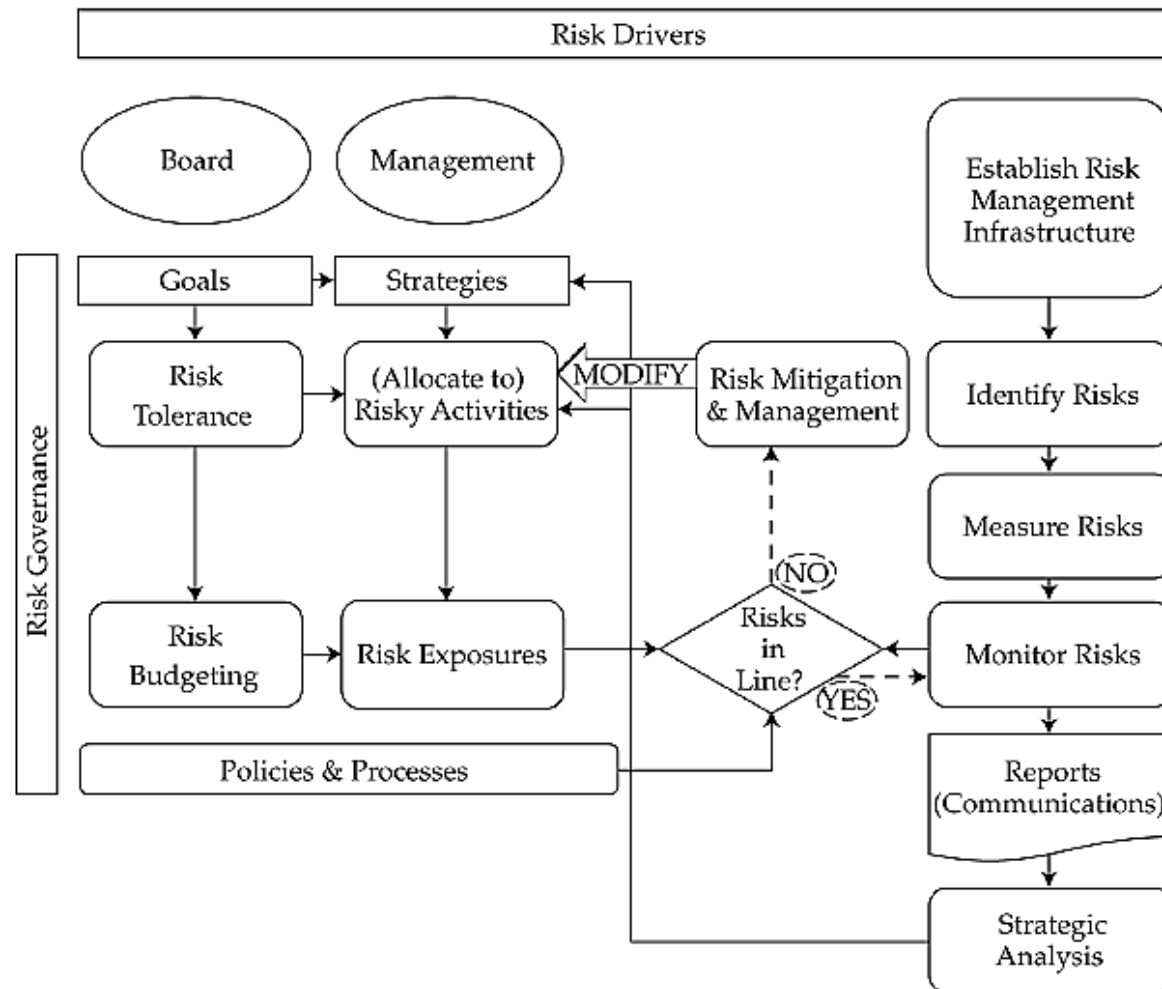 Risk Drivers
Board
Management
Establish Risk
Management
Infrastructure
Risk Governance
Goals
Strategies
Risk
Tolerance
(Allocate to)
Risky Activities
MODIFY
Risk Mitigation
& Management
Identify Risks
Measure Risks
NO
Risk
Budgeting
Risk Exposures
Risks
in
Line?
YES
Monitor Risks
Policies & Processes
Reports
(Communications)
Strategic
Analysis